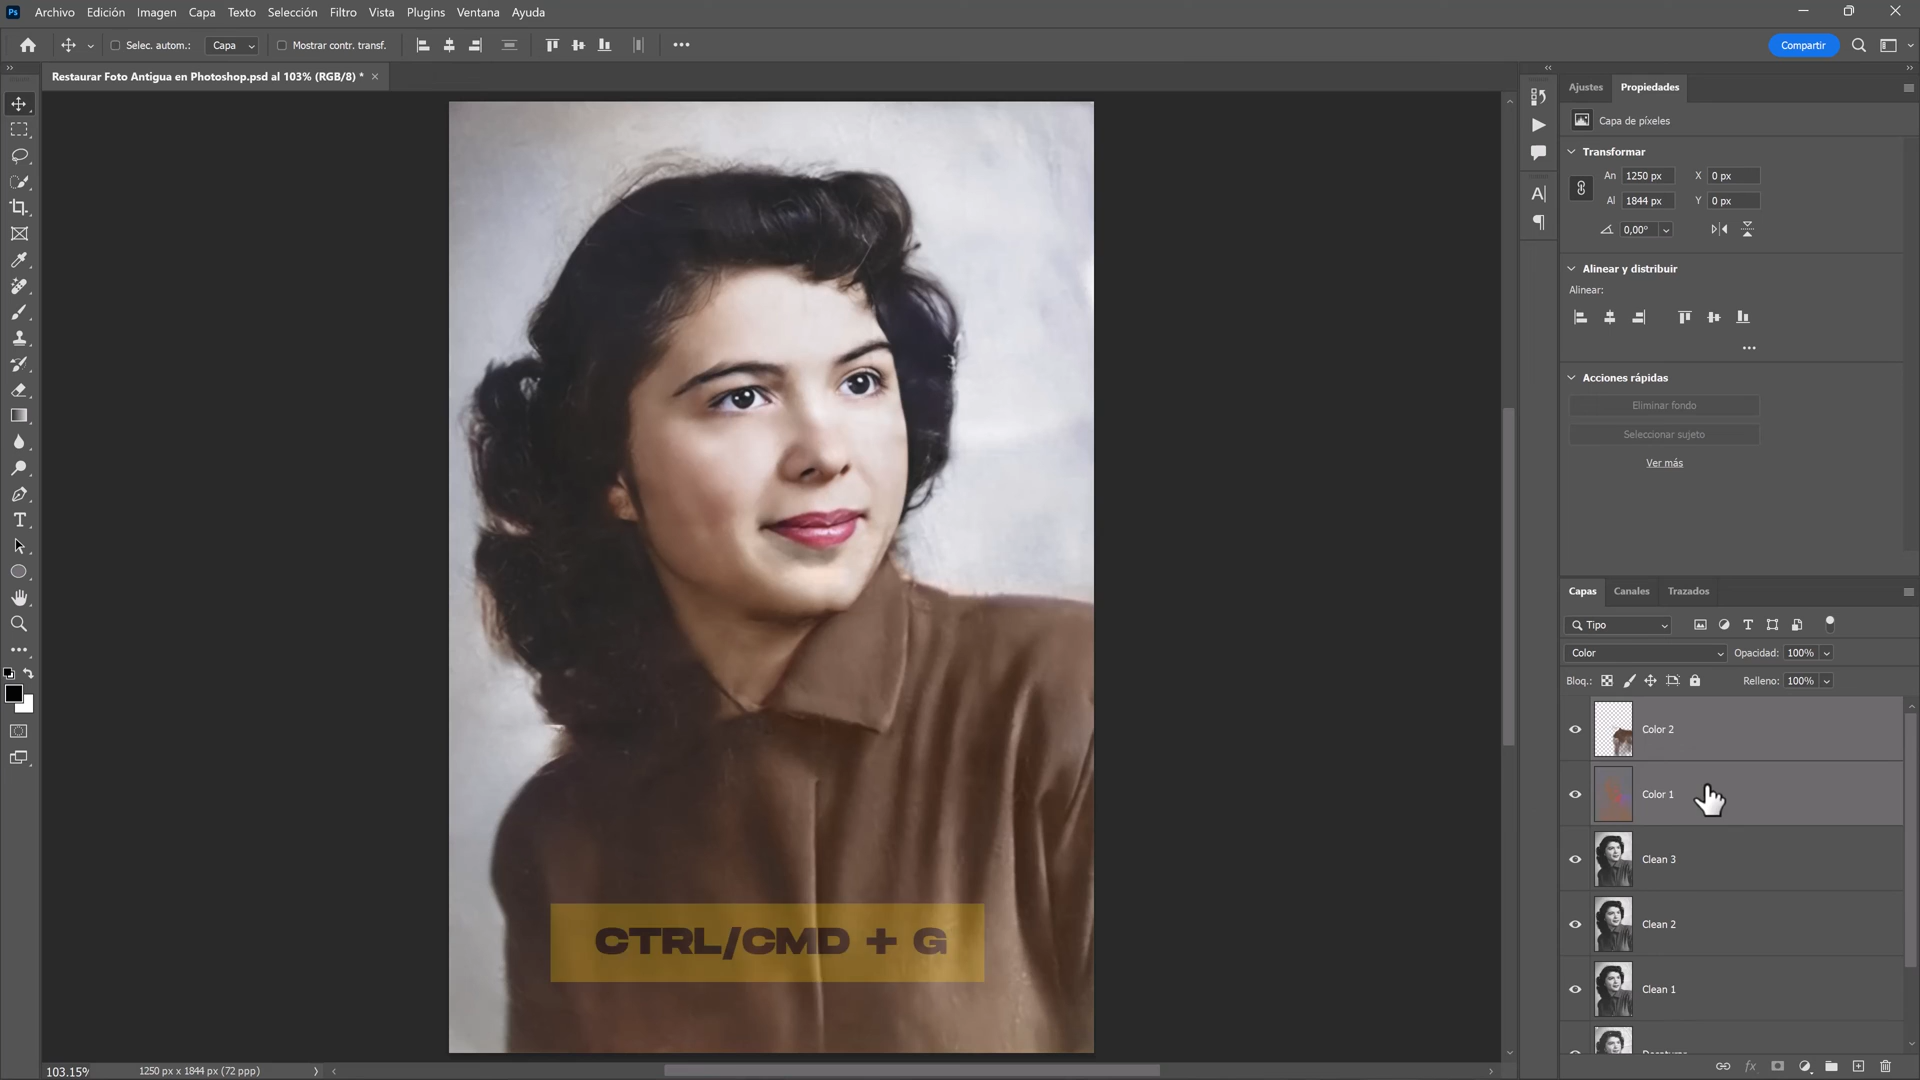 Ps Archivo Edición Imagen Capa Texto Selección Filtro Vista Plugins Ventana Ayuda
Selec. autom.: Capa Mostrar contr. transf. Compartir
Restaurar Foto Antigua en Photoshop.psd al 103% (RGB/8) *
Ajustes Propiedades
Capa de píxeles
Transformar
An 1250 px X 0 px
Al 1844 px Y 0 px
0,00°
Alinear y distribuir
Alinear:
Acciones rápidas
Eliminar fondo
Seleccionar sujeto
Ver más
Capas Canales Trazados
Tipo
Color Opacidad: 100%
Bloq.: Relleno: 100%
Color 2
Color 1
Clean 3
Clean 2
Clean 1
CTRL/CMD + G
103.15% 1250 px x 1844 px (72 ppp)